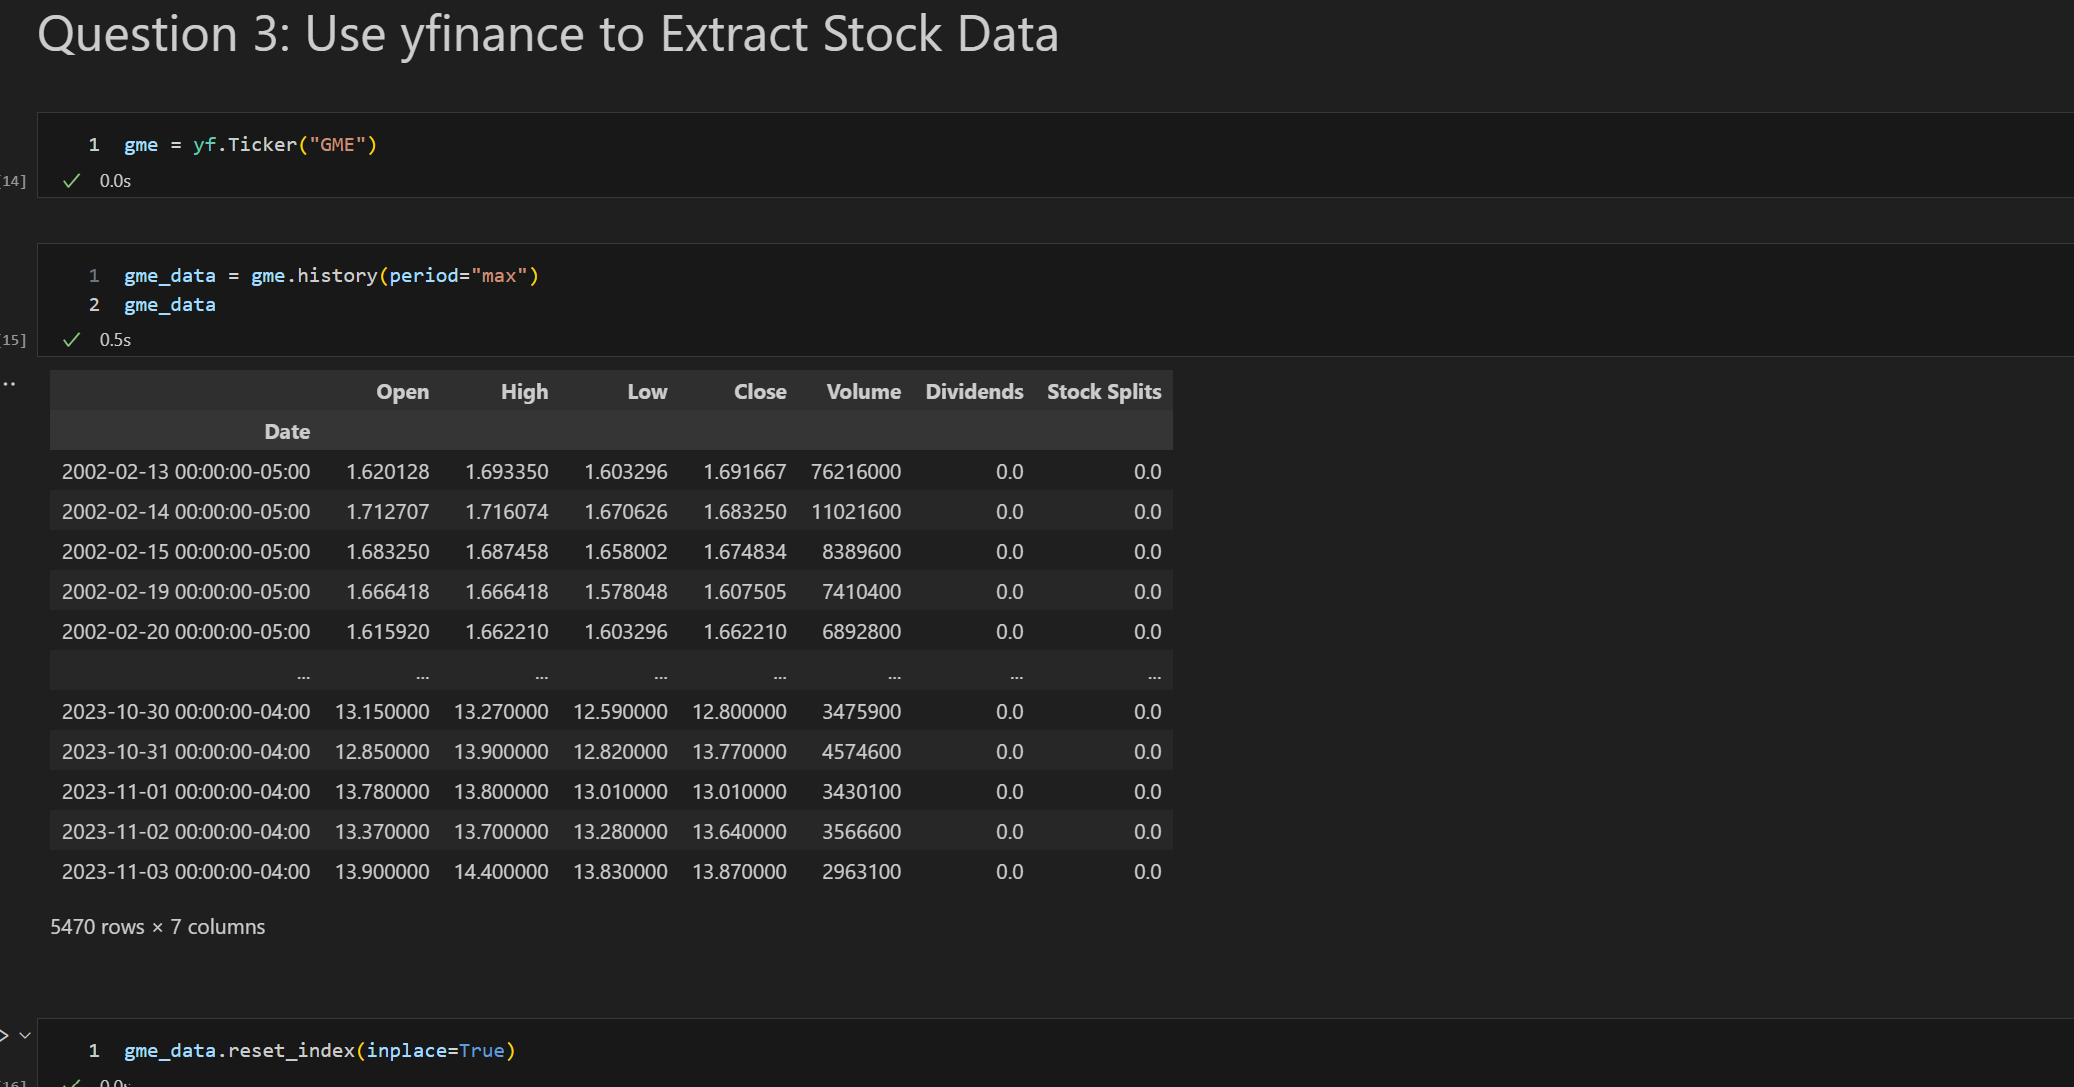 Question 3: Use yfinance to Extract Stock Data
1 gme = yf.Ticker("GME")
[14] 0.0s
1 gme_data = gme.history(period="max")
2 gme_data
[15] 0.5s
Open High Low Close Volume Dividends Stock Splits
Date
2002-02-13 00:00:00-05:00 1.620128 1.693350 1.603296 1.691667 76216000 0.0 0.0
2002-02-14 00:00:00-05:00 1.712707 1.716074 1.670626 1.683250 11021600 0.0 0.0
2002-02-15 00:00:00-05:00 1.683250 1.687458 1.658002 1.674834 8389600 0.0 0.0
2002-02-19 00:00:00-05:00 1.666418 1.666418 1.578048 1.607505 7410400 0.0 0.0
2002-02-20 00:00:00-05:00 1.615920 1.662210 1.603296 1.662210 6892800 0.0 0.0
... ... ... ... ... ... ... ...
2023-10-30 00:00:00-04:00 13.150000 13.270000 12.590000 12.800000 3475900 0.0 0.0
2023-10-31 00:00:00-04:00 12.850000 13.900000 12.820000 13.770000 4574600 0.0 0.0
2023-11-01 00:00:00-04:00 13.780000 13.800000 13.010000 13.010000 3430100 0.0 0.0
2023-11-02 00:00:00-04:00 13.370000 13.700000 13.280000 13.640000 3566600 0.0 0.0
2023-11-03 00:00:00-04:00 13.900000 14.400000 13.830000 13.870000 2963100 0.0 0.0
5470 rows × 7 columns
1 gme_data.reset_index(inplace=True)
[16] 0.0s